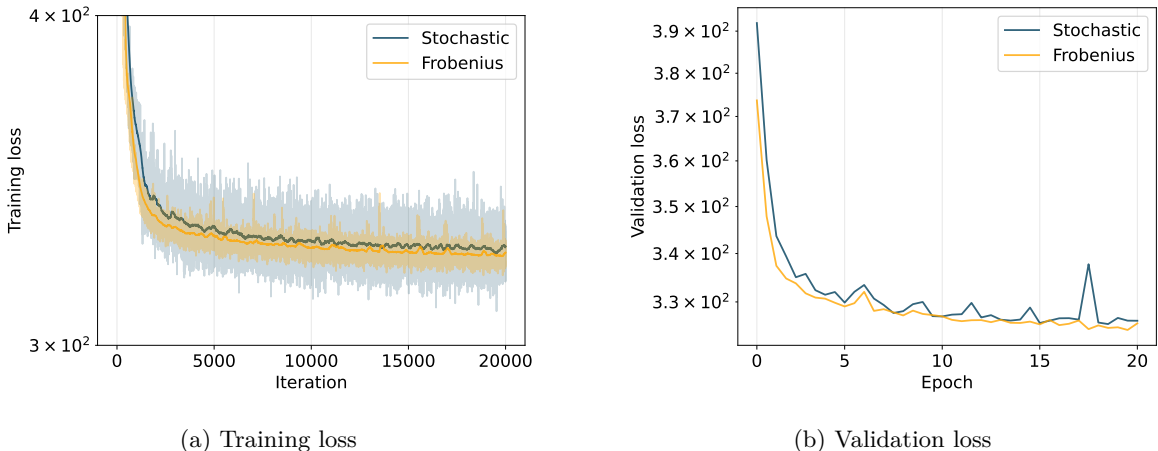 4 × 10²
3 × 10²
Training loss
Stochastic
Frobenius
0 5000 10000 15000 20000
Iteration
(a) Training loss
3.9 × 10²
3.8 × 10²
3.7 × 10²
3.6 × 10²
3.5 × 10²
3.4 × 10²
3.3 × 10²
Validation loss
Stochastic
Frobenius
0 5 10 15 20
Epoch
(b) Validation loss